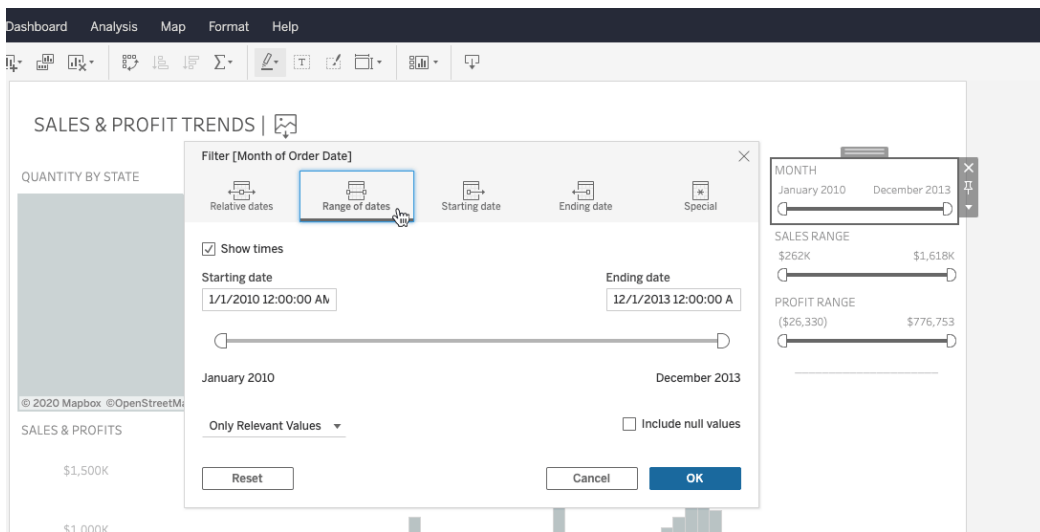 Dashboard Analysis Map Format Help
SALES & PROFIT TRENDS |
QUANTITY BY STATE
© 2020 Mapbox ©OpenStreetMa
SALES & PROFITS
$1,500K
$1,000K
Filter [Month of Order Date]
Relative dates
Range of dates
Starting date
Ending date
Special
Show times
Starting date
Ending date
1/1/2010 12:00:00 AM
12/1/2013 12:00:00 A
January 2010
December 2013
Only Relevant Values
Include null values
Reset
Cancel
OK
MONTH
January 2010 December 2013
SALES RANGE
$262K $1,618K
PROFIT RANGE
($26,330) $776,753